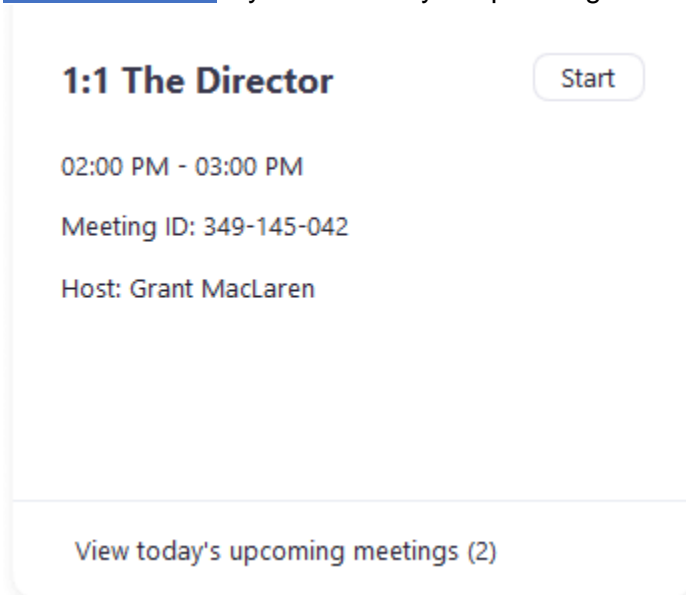 1:1 The Director
Start
02:00 PM - 03:00 PM
Meeting ID: 349-145-042
Host: Grant MacLaren
View today's upcoming meetings (2)